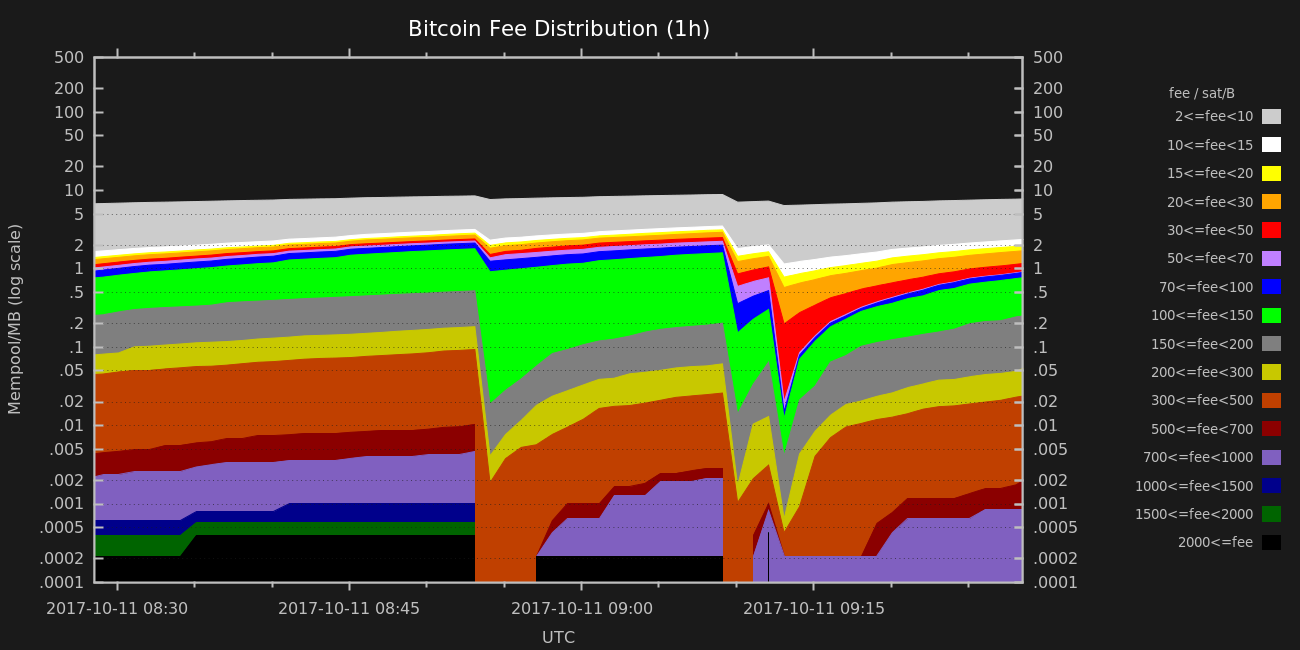 Bitcoin Fee Distribution (1h)
Mempool/MB (log scale)
500
200
100
50
20
10
5
2
1
.5
.2
.1
.05
.02
.01
.005
.002
.001
.0005
.0002
.0001
500
200
100
50
20
10
5
2
1
.5
.2
.1
.05
.02
.01
.005
.002
.001
.0005
.0002
.0001
2017-10-11 08:30
2017-10-11 08:45
2017-10-11 09:00
2017-10-11 09:15
UTC
fee / sat/B
2<=fee<10
10<=fee<15
15<=fee<20
20<=fee<30
30<=fee<50
50<=fee<70
70<=fee<100
100<=fee<150
150<=fee<200
200<=fee<300
300<=fee<500
500<=fee<700
700<=fee<1000
1000<=fee<1500
1500<=fee<2000
2000<=fee